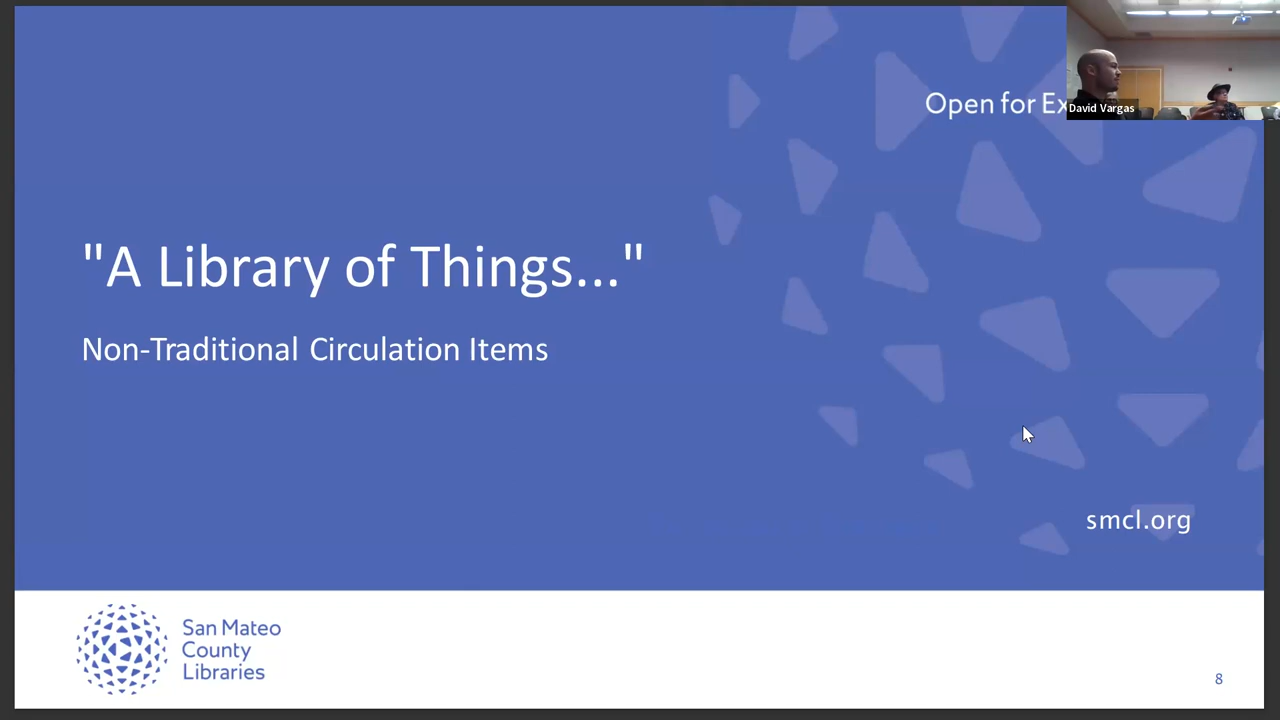 Open for Ex
David Vargas
"A Library of Things..."
Non-Traditional Circulation Items
smcl.org
San Mateo
County
Libraries
8